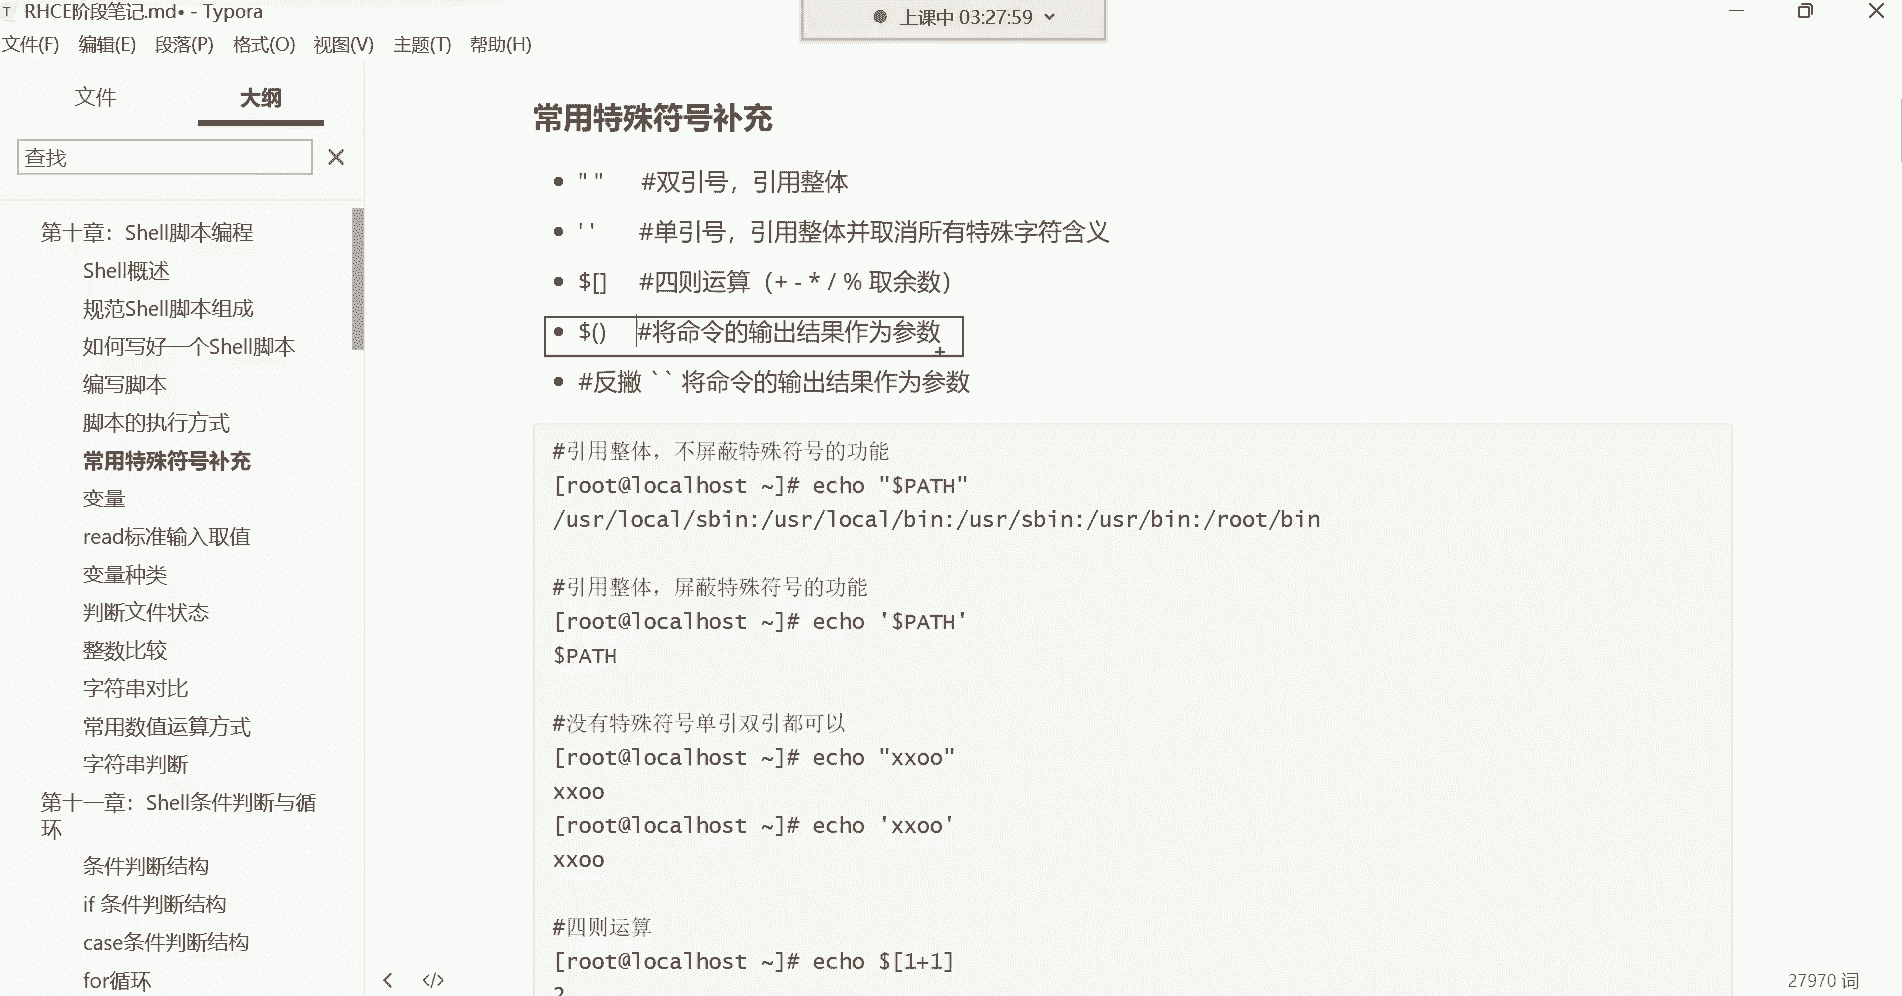 RHCE阶段笔记.md• - Typora
上课中 03:27:59
文件(F) 编辑(E) 段落(P) 格式(O) 视图(V) 主题(T) 帮助(H)
文件 大纲
查找
第十章：Shell脚本编程
Shell概述
规范Shell脚本组成
如何写好一个Shell脚本
编写脚本
脚本的执行方式
常用特殊符号补充
变量
read标准输入取值
变量种类
判断文件状态
整数比较
字符串对比
常用数值运算方式
字符串判断
第十一章：Shell条件判断与循
环
条件判断结构
if 条件判断结构
case条件判断结构
for循环
常用特殊符号补充
• " " #双引号，引用整体
• ' ' #单引号，引用整体并取消所有特殊字符含义
• $[] #四则运算（+ - * / % 取余数）
• $() #将命令的输出结果作为参数
• #反撇 ` ` 将命令的输出结果作为参数
#引用整体，不屏蔽特殊符号的功能
[root@localhost ~]# echo "$PATH"
/usr/local/sbin:/usr/local/bin:/usr/sbin:/usr/bin:/root/bin
#引用整体，屏蔽特殊符号的功能
[root@localhost ~]# echo '$PATH'
$PATH
#没有特殊符号单引双引都可以
[root@localhost ~]# echo "xxoo"
xxoo
[root@localhost ~]# echo 'xxoo'
xxoo
#四则运算
[root@localhost ~]# echo $[1+1]
2
27970 词